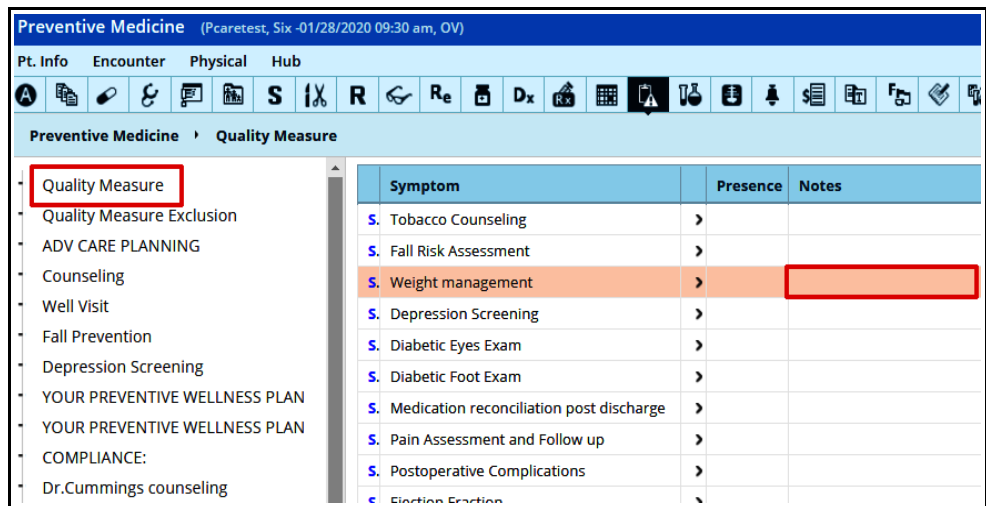 Preventive Medicine (Pcaretest, Six -01/28/2020 09:30 am, OV)
Pt. Info Encounter Physical Hub
A S R Re Dx Rx $ F
Preventive Medicine Quality Measure
Quality Measure
Quality Measure Exclusion
ADV CARE PLANNING
Counseling
Well Visit
Fall Prevention
Depression Screening
YOUR PREVENTIVE WELLNESS PLAN
YOUR PREVENTIVE WELLNESS PLAN
COMPLIANCE:
Dr.Cummings counseling
Symptom Presence Notes
S. Tobacco Counseling
S. Fall Risk Assessment
S. Weight management
S. Depression Screening
S. Diabetic Eyes Exam
S. Diabetic Foot Exam
S. Medication reconciliation post discharge
S. Pain Assessment and Follow up
S. Postoperative Complications
S. Ejection Fraction